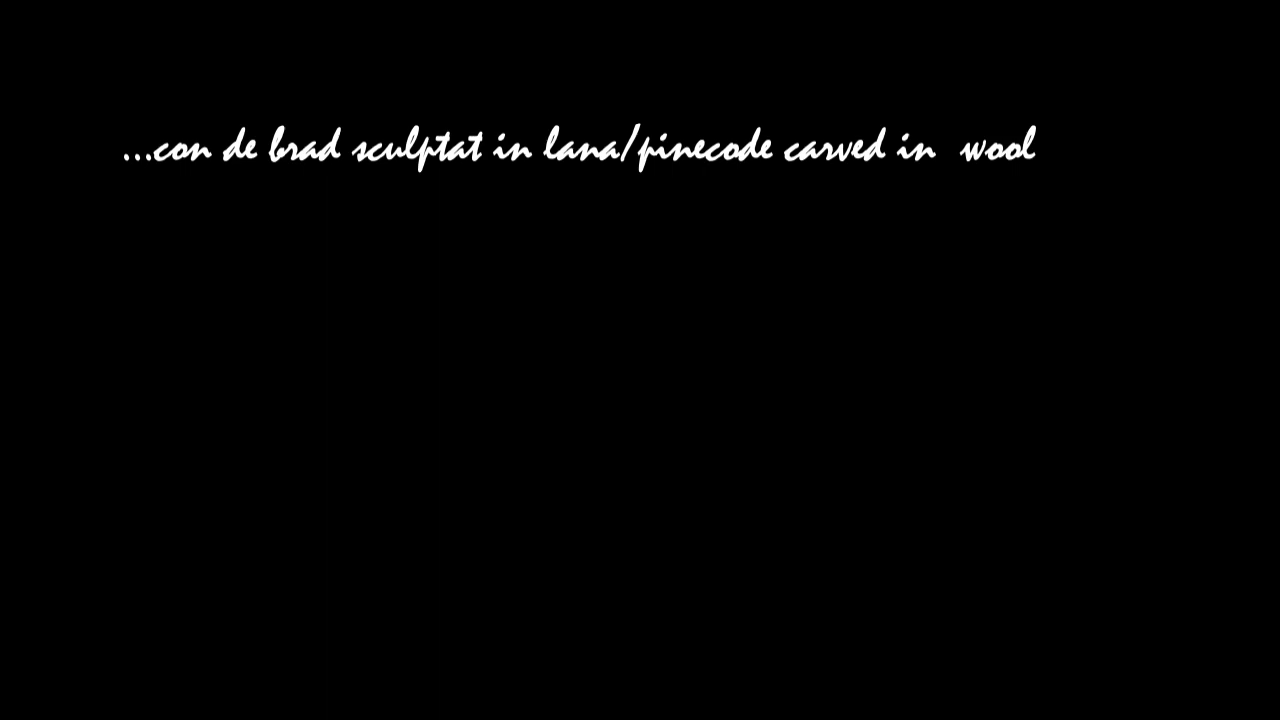 ...con de brad sculptat in lana/pinecode carved in  wool